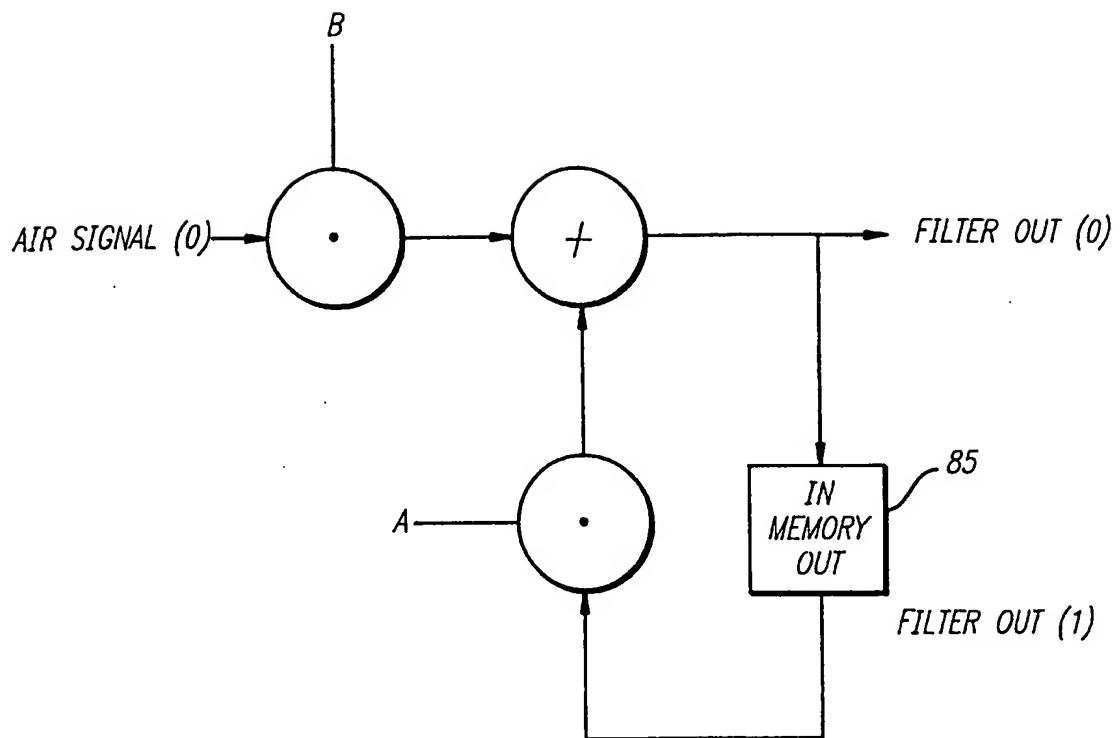 B
AIR SIGNAL (0)
•
+
FILTER OUT (0)
A
•
IN
MEMORY
OUT
85
FILTER OUT (1)